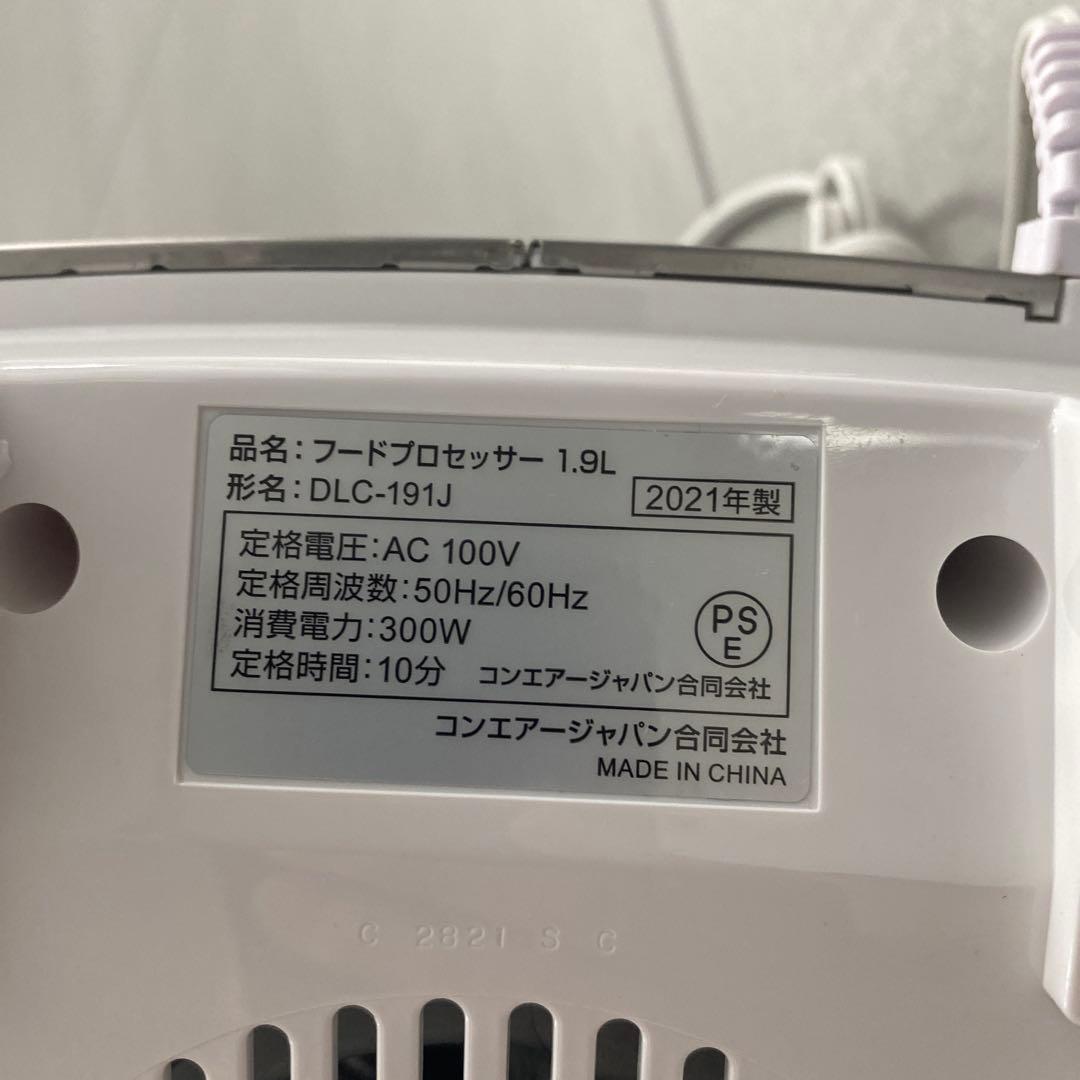 品名：フードプロセッサー 1.9L
形名：DLC-191J
2021年製
定格電圧：AC 100V
定格周波数：50Hz/60Hz
消費電力：300W
定格時間：10分
PS
E
コンエアージャパン合同会社
コンエアージャパン合同会社
MADE IN CHINA
C 2821 S C